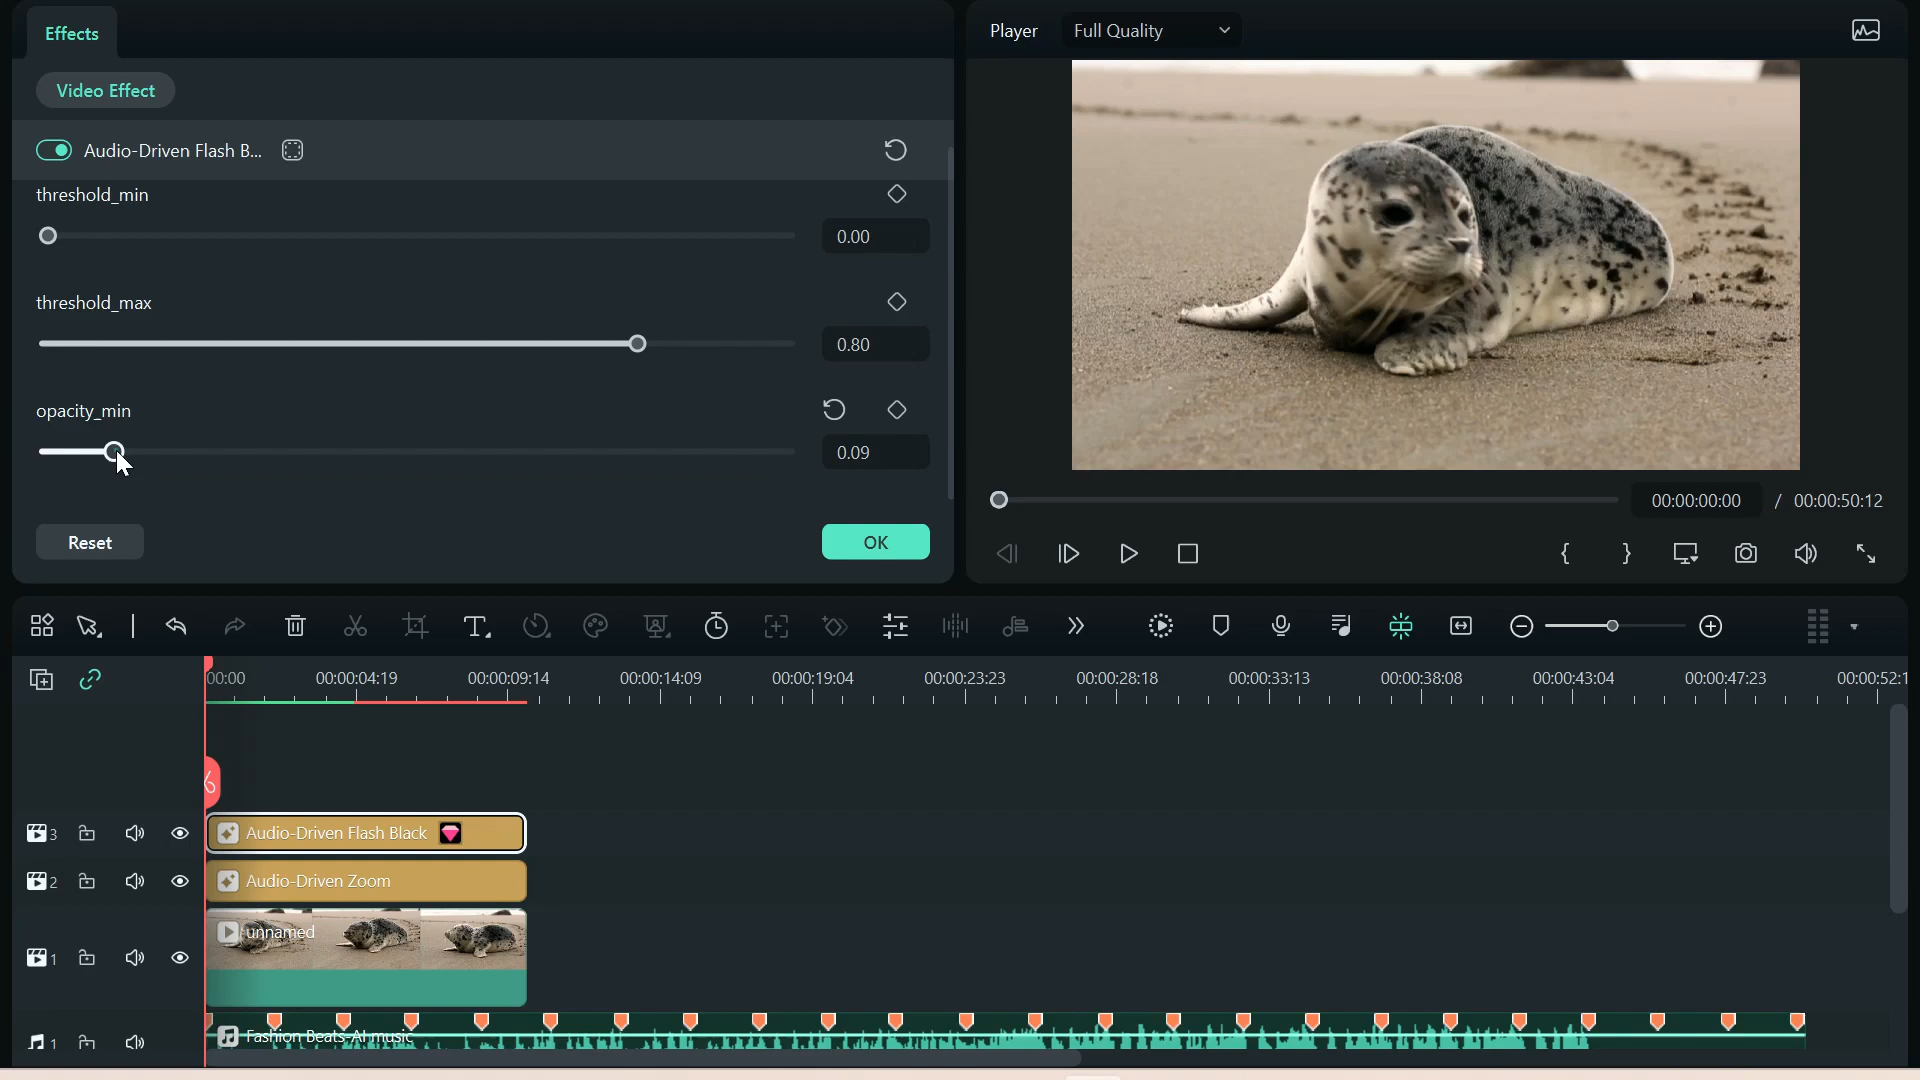 Effects
Player
Full Quality
Video Effect
Audio-Driven Flash B...
threshold_min
0.00
threshold_max
0.80
opacity_min
0.09
Reset
OK
00:00:00:00 / 00:00:50:12
00:00
00:00:04:19
00:00:09:14
00:00:14:09
00:00:19:04
00:00:23:23
00:00:28:18
00:00:33:13
00:00:38:08
00:00:43:04
00:00:47:23
00:00:52:1
3
Audio-Driven Flash Black
2
Audio-Driven Zoom
unnamed
1
1
Fashion Beats-AI music